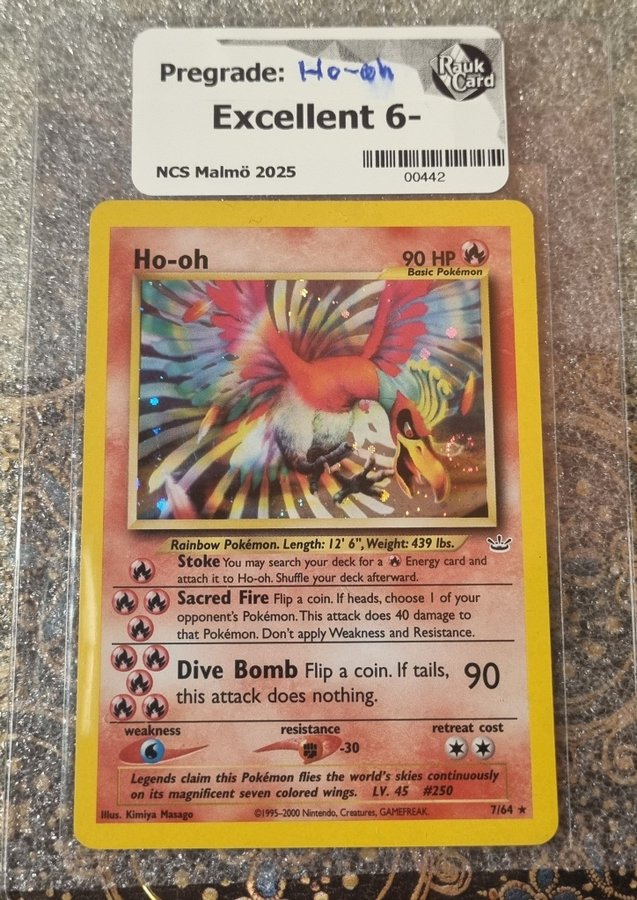 Pregrade: Ho-oh
Rauk Card
Excellent 6-
NCS Malmö 2025
00442
Ho-oh 90 HP
Basic Pokémon
Rainbow Pokémon. Length: 12' 6", Weight: 439 lbs.
Stoke You may search your deck for a Energy card and
attach it to Ho-oh. Shuffle your deck afterward.
Sacred Fire Flip a coin. If heads, choose 1 of your
opponent's Pokémon. This attack does 40 damage to
that Pokémon. Don't apply Weakness and Resistance.
Dive Bomb Flip a coin. If tails, 90
this attack does nothing.
weakness resistance retreat cost
-30
Legends claim this Pokémon flies the world's skies continuously
on its magnificent seven colored wings. LV. 45 #250
Illus. Kimiya Masago ©1995-2000 Nintendo, Creatures, GAMEFREAK. 7/64 ★